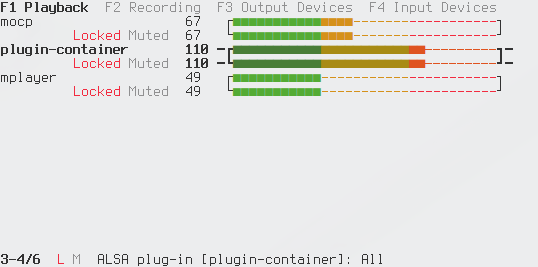 F1 Playback  F2 Recording  F3 Output Devices  F4 Input Devices
mocp 67
Locked Muted 67
plugin-container 110
Locked Muted 110
mplayer 49
Locked Muted 49
3-4/6  L M  ALSA plug-in [plugin-container]: All